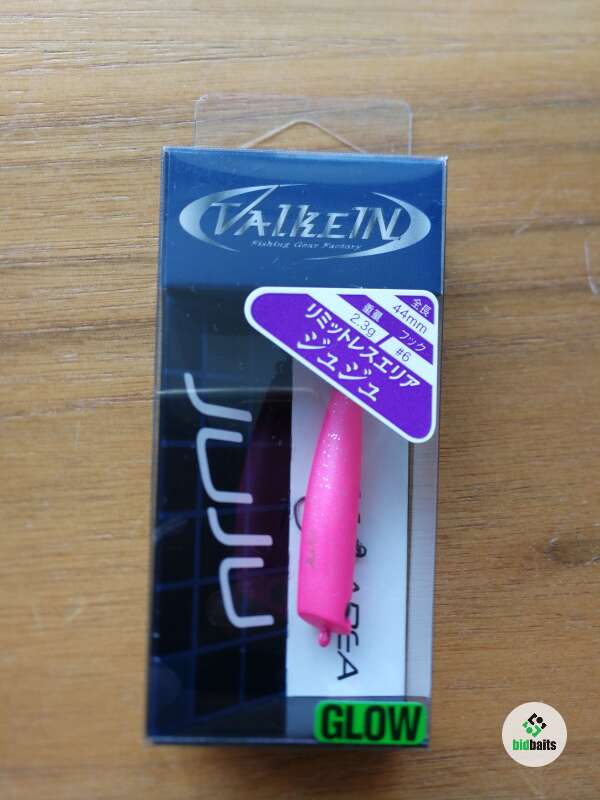 VALKEIN
Fishing Gear Factory
全長
44mm
重量
2.3g
フック
#6
リミットレスエリア
ジュジュ
JUJU
AREA
GLOW
bidbaits